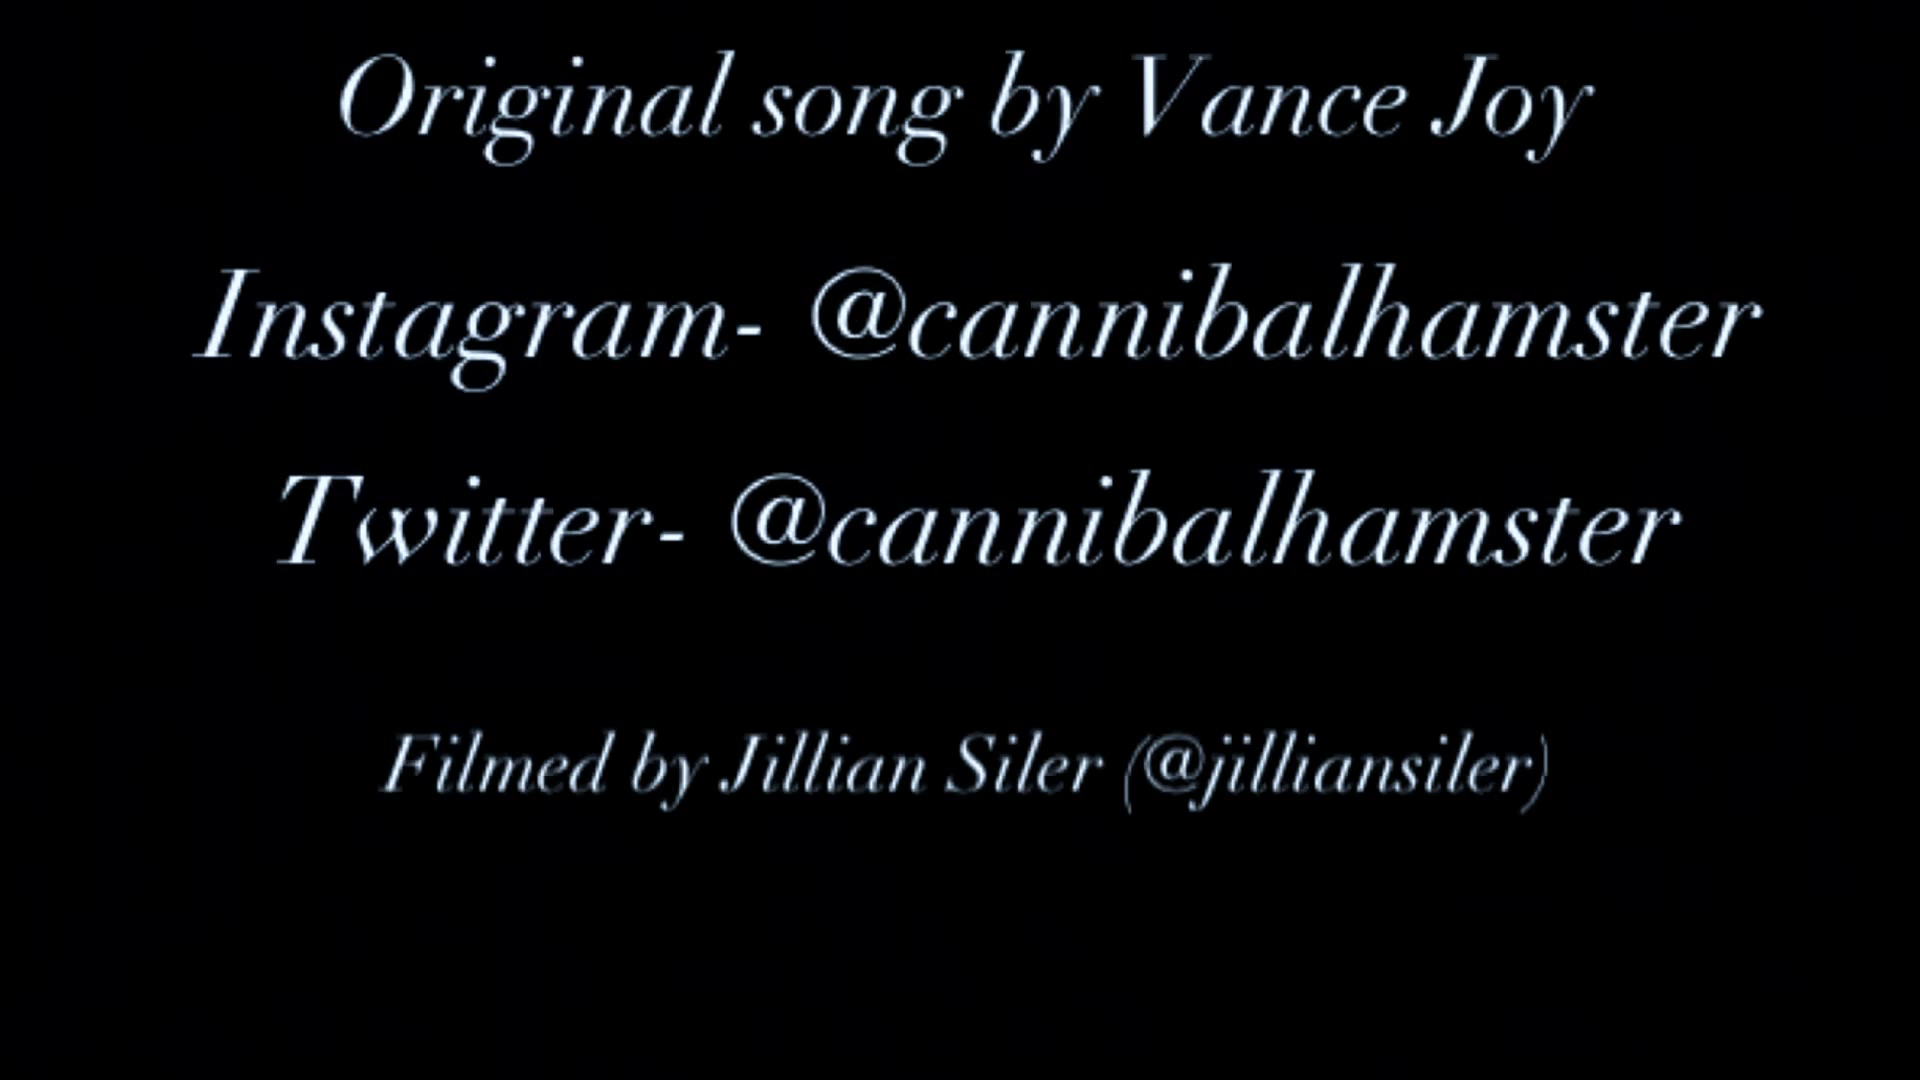 Original song by Vance Joy
Instagram- @cannibalhamster
Twitter- @cannibalhamster
Filmed by Jillian Siler (@jilliansiler)